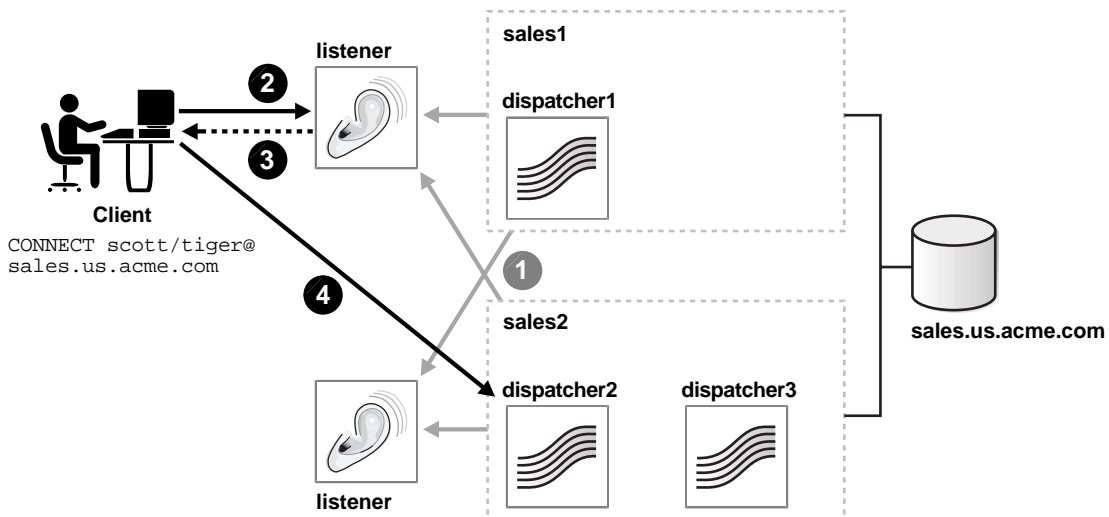 sales1
listener
2
dispatcher1
3
Client
CONNECT scott/tiger@
sales.us.acme.com
1
4
sales2
sales.us.acme.com
dispatcher2
dispatcher3
listener